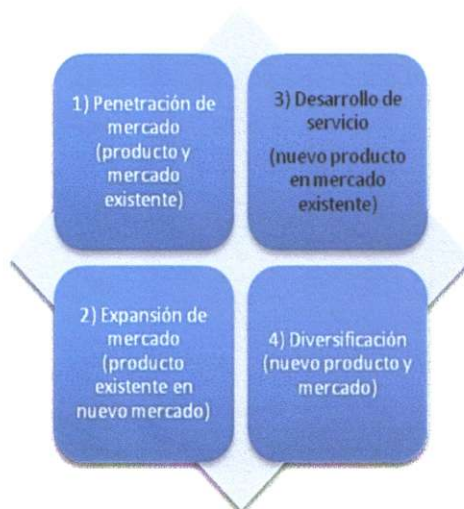 1) Penetración de
mercado
(producto y
mercado
existente)
3) Desarrollo de
servicio
(nuevo producto
en mercado
existente)
2) Expansión de
mercado
(producto
existente en
nuevo mercado)
4) Diversificación
(nuevo producto y
mercado)